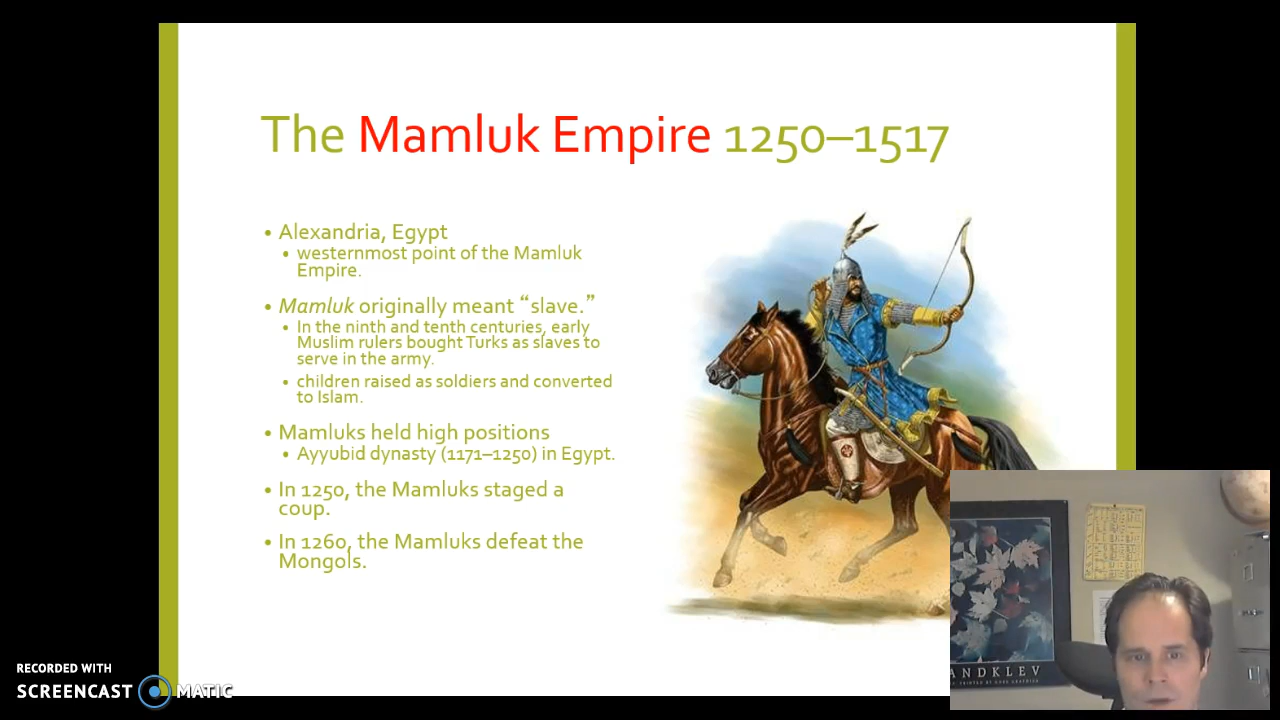 The Mamluk Empire 1250–1517
• Alexandria, Egypt
• westernmost point of the Mamluk
Empire.
• Mamluk originally meant “slave.”
• In the ninth and tenth centuries, early
Muslim rulers bought Turks as slaves to
serve in the army.
• children raised as soldiers and converted
to Islam.
• Mamluks held high positions
• Ayyubid dynasty (1171–1250) in Egypt.
• In 1250, the Mamluks staged a
coup.
• In 1260, the Mamluks defeat the
Mongols.
ANDKLEV
RECORDED WITH
SCREENCAST MATIC